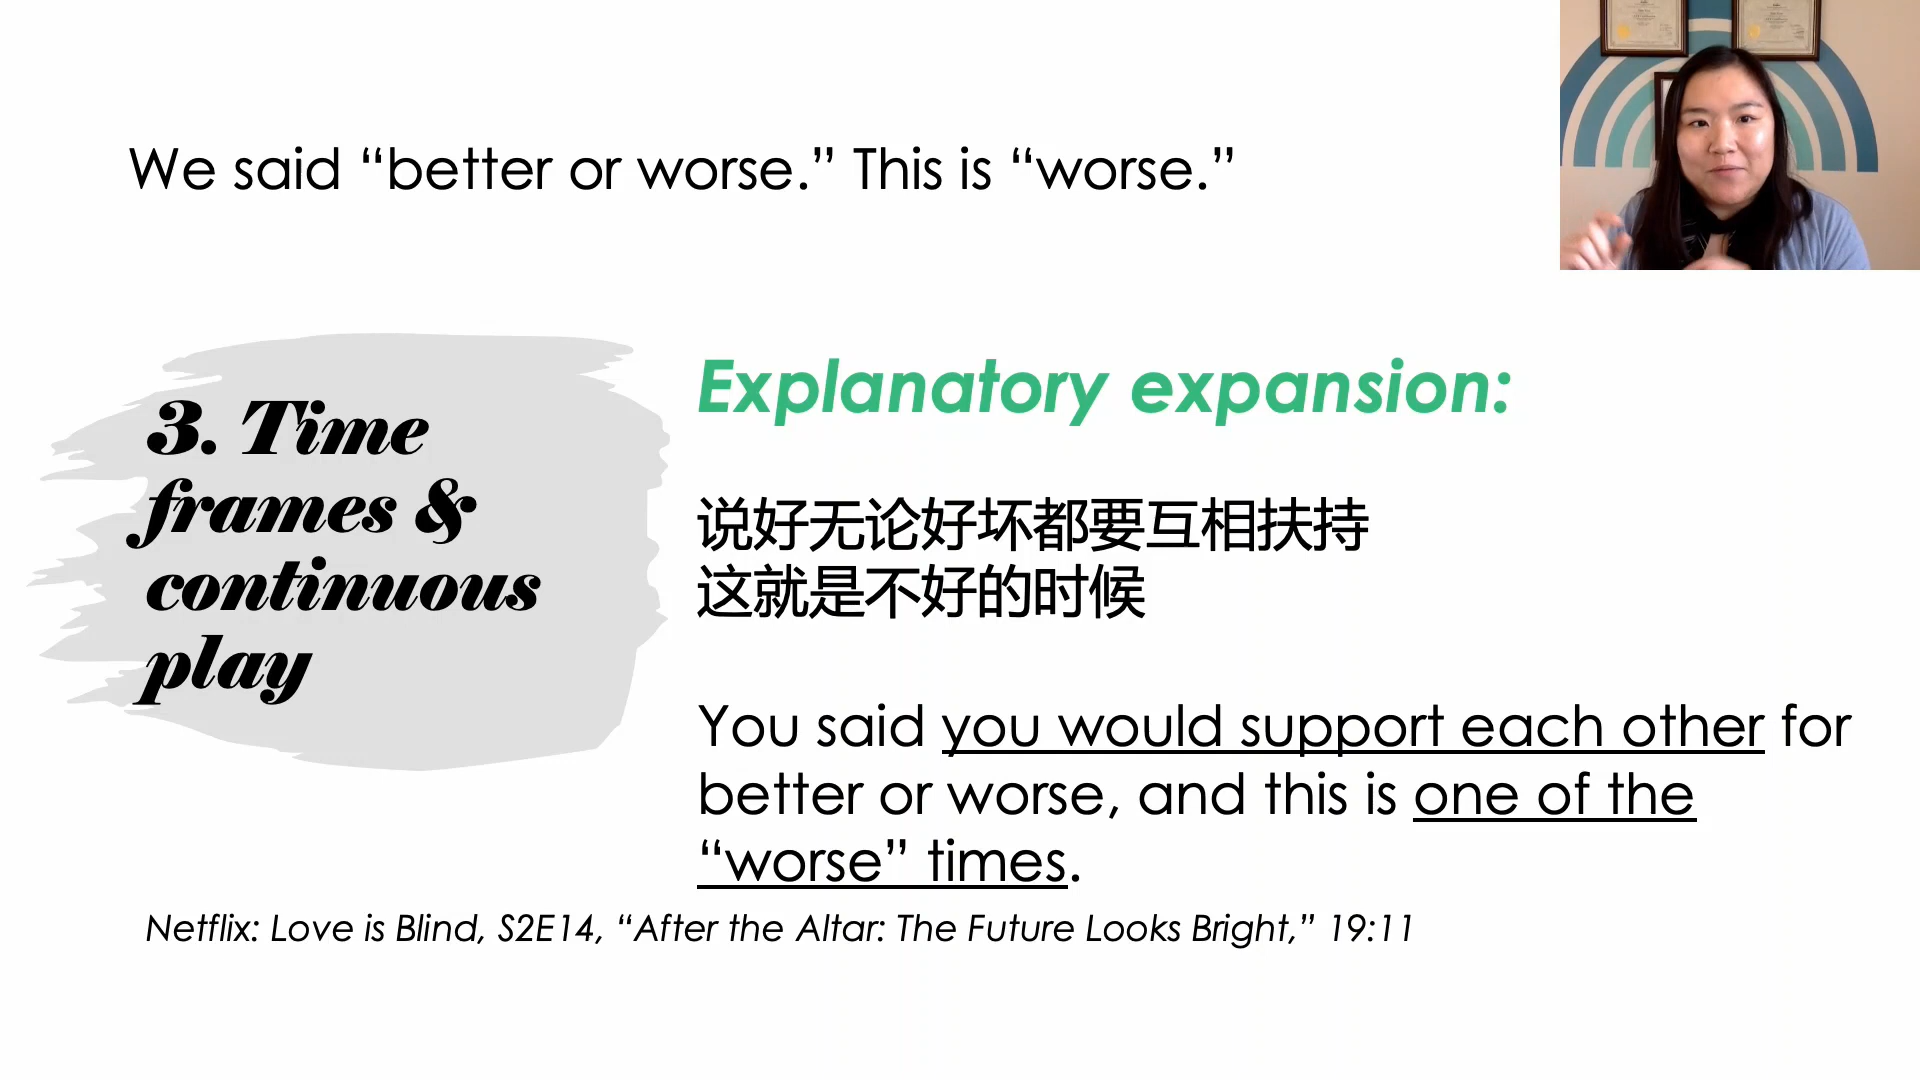 We said “better or worse.” This is “worse.”
3. Time
frames &
continuous
play
Explanatory expansion:
说好无论好坏都要互相扶持
这就是不好的时候
You said you would support each other for
better or worse, and this is one of the
“worse” times.
Netflix: Love is Blind, S2E14, “After the Altar: The Future Looks Bright,” 19:11